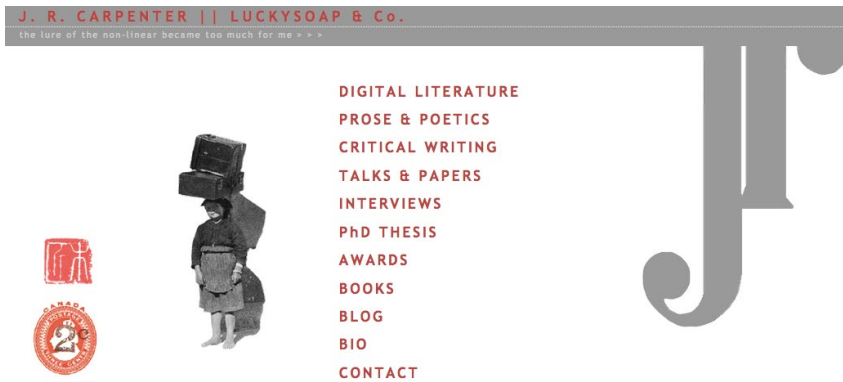 J. R. CARPENTER || LUCKYSOAP & Co.
the lure of the non-linear became too much for me > > >
DIGITAL LITERATURE
PROSE & POETICS
CRITICAL WRITING
TALKS & PAPERS
INTERVIEWS
PhD THESIS
AWARDS
BOOKS
BLOG
BIO
CONTACT
Jr
CANADA
POSTAGE
2c